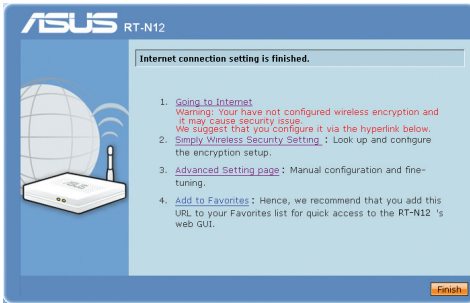 ASUS RT-N12
Internet connection setting is finished.
1. Going to Internet
Warning: Your have not configured wireless encryption and
it may cause security issue.
We suggest that you configure it via the hyperlink below.
2. Simply Wireless Security Setting : Look up and configure
the encryption setup.
3. Advanced Setting page : Manual configuration and fine-
tuning.
4. Add to Favorites : Hence, we recommend that you add this
URL to your Favorites list for quick access to the RT-N12 's
web GUI.
Finish